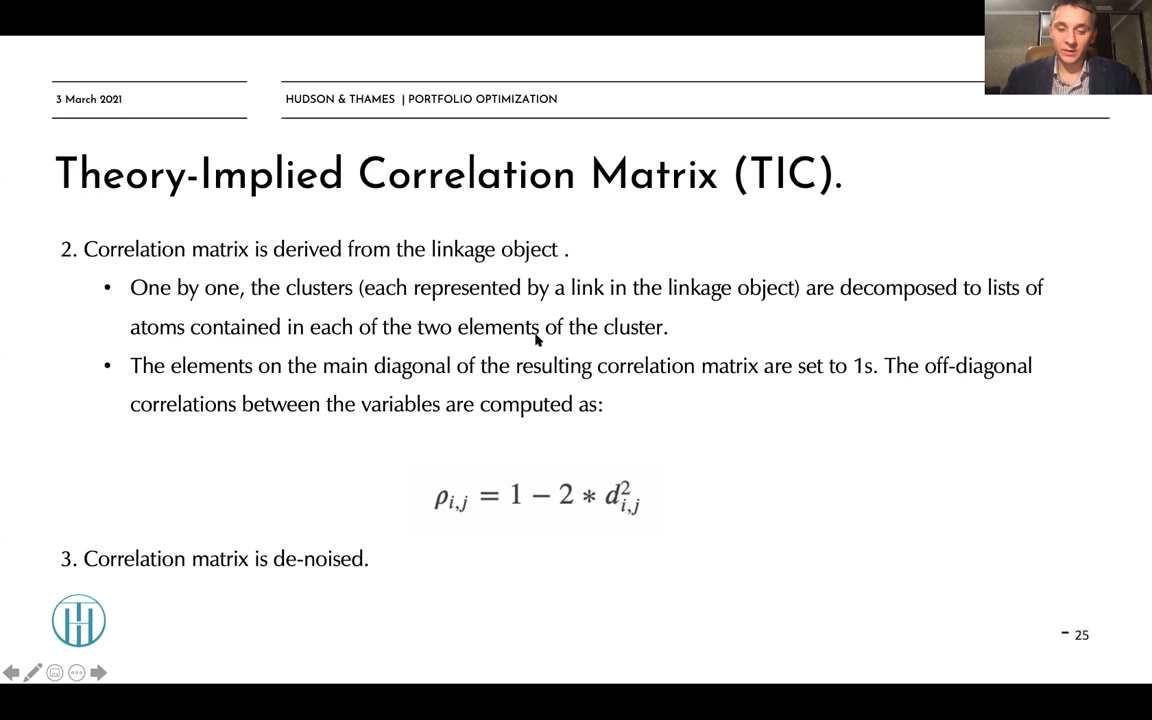 3 March 2021
HUDSON & THAMES | PORTFOLIO OPTIMIZATION
Theory-Implied Correlation Matrix (TIC).
2. Correlation matrix is derived from the linkage object .
• One by one, the clusters (each represented by a link in the linkage object) are decomposed to lists of
atoms contained in each of the two elements of the cluster.
• The elements on the main diagonal of the resulting correlation matrix are set to 1s. The off-diagonal
correlations between the variables are computed as:
ρ_{i,j} = 1 − 2 ∗ d²_{i,j}
3. Correlation matrix is de-noised.
– 25